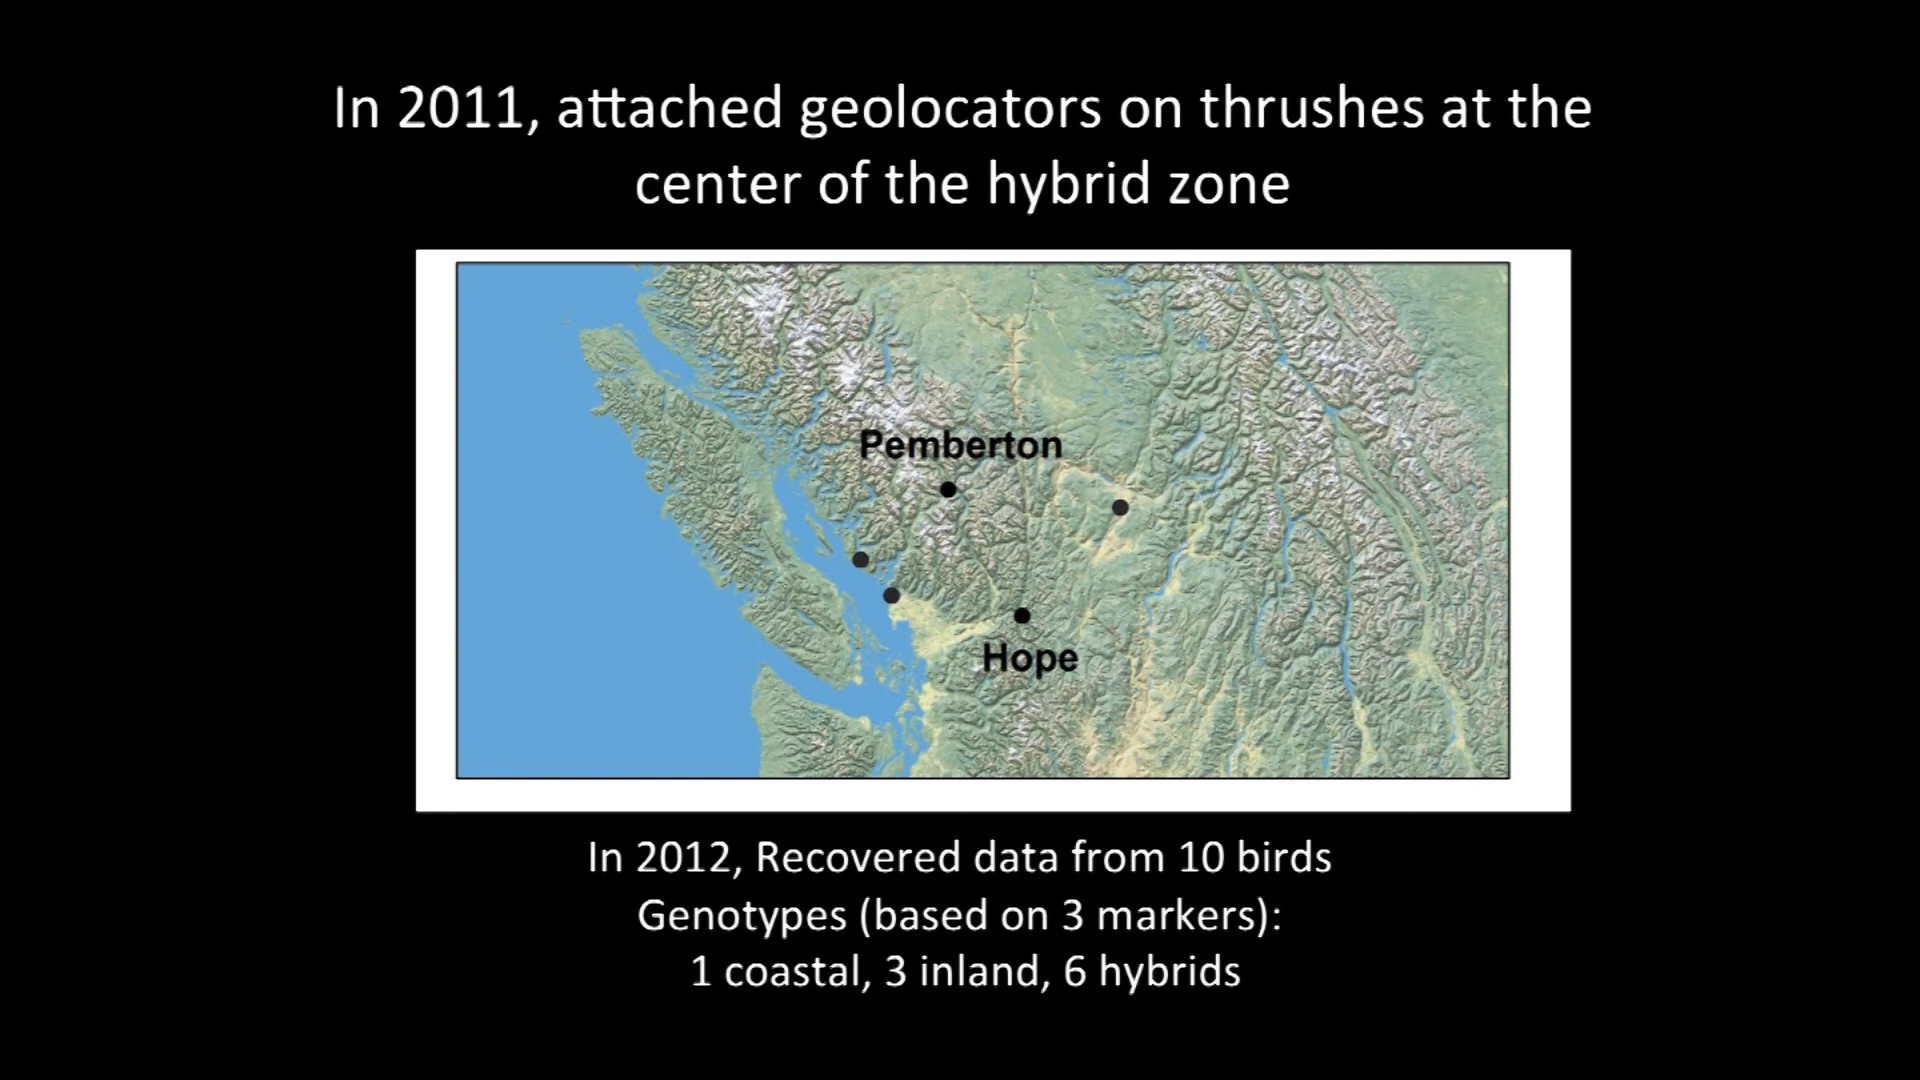 In 2011, attached geolocators on thrushes at the
center of the hybrid zone
Pemberton
Hope
In 2012, Recovered data from 10 birds
Genotypes (based on 3 markers):
1 coastal, 3 inland, 6 hybrids